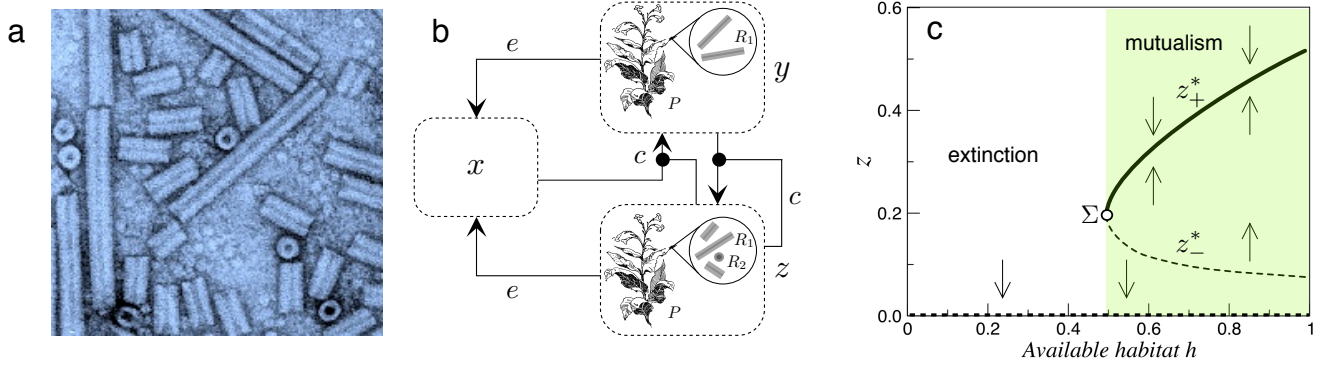 a
b
e
R₁
P
y
x
c
c
R₁
R₂
P
z
e
c
0.6
mutualism
z*₊
0.4
z
extinction
0.2
Σ
z*₋
0.0
0
0.2
0.4
0.6
0.8
1
Available habitat h